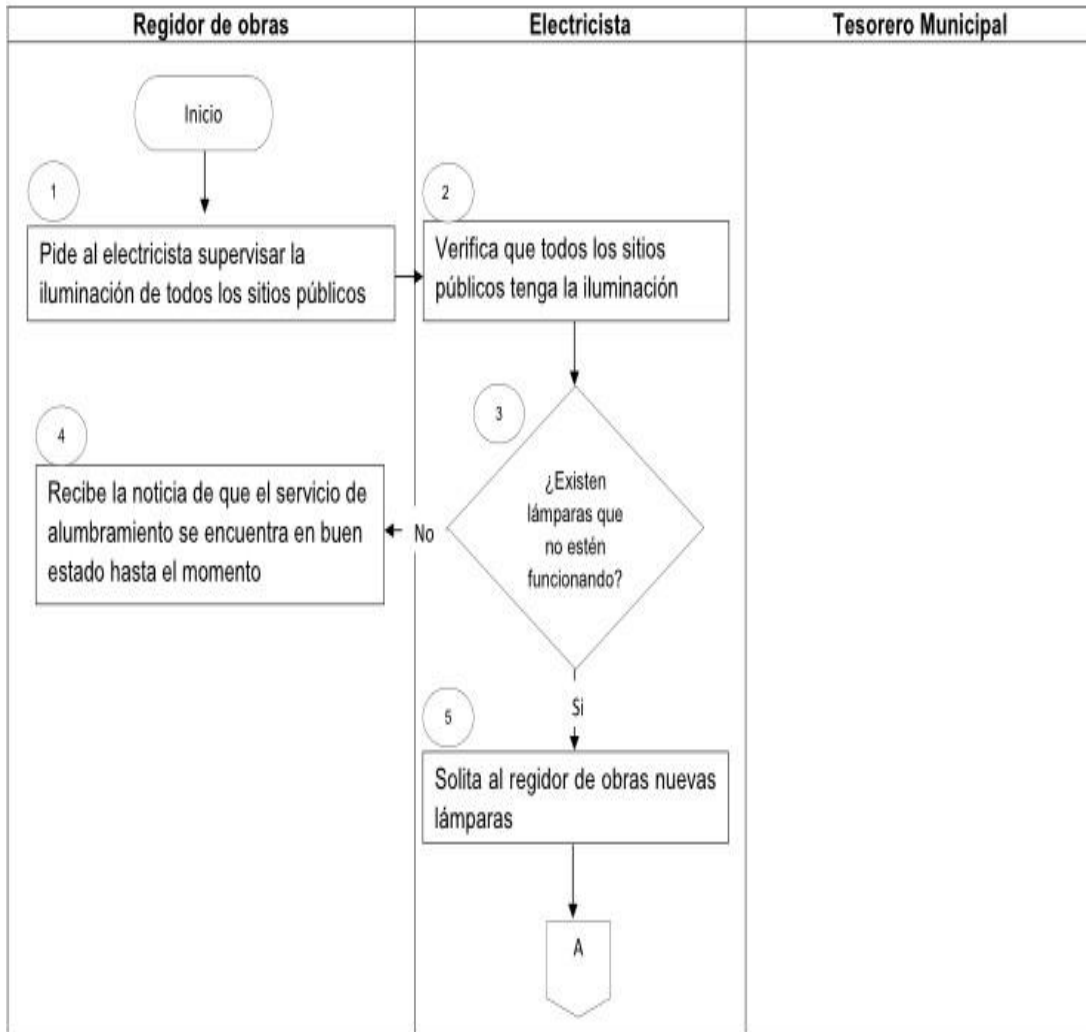 Regidor de obras
Electricista
Tesorero Municipal
Inicio
1
Pide al electricista supervisar la
iluminación de todos los sitios públicos
2
Verifica que todos los sitios
públicos tenga la iluminación
3
¿Existen
lámparas que
no estén
funcionando?
No
4
Recibe la noticia de que el servicio de
alumbramiento se encuentra en buen
estado hasta el momento
Si
5
Solita al regidor de obras nuevas
lámparas
A